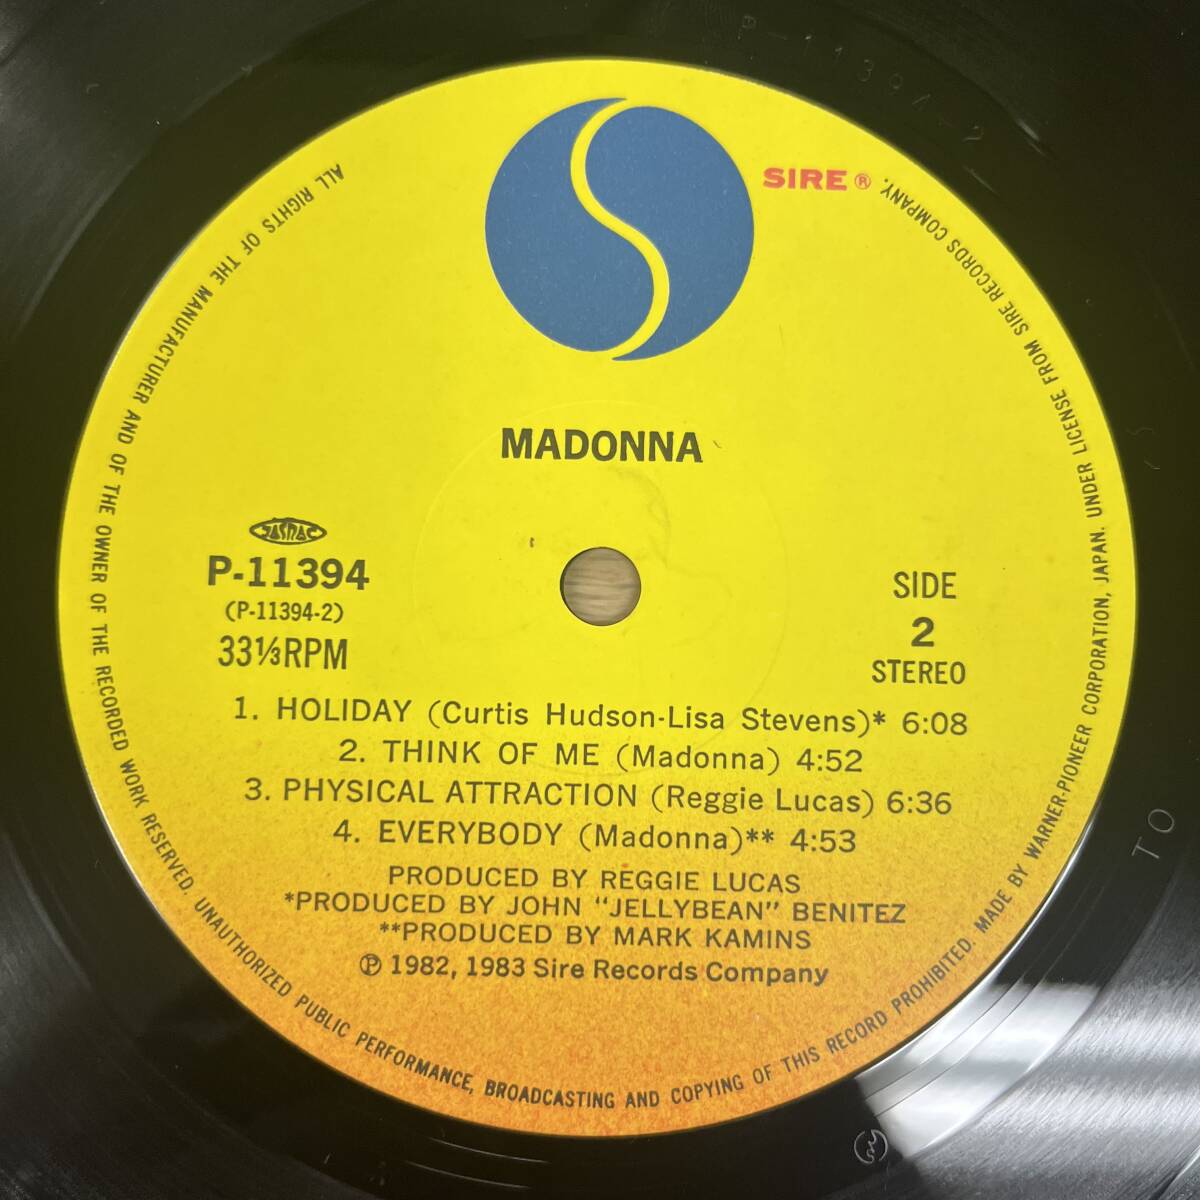 SIRE ®
MADONNA
JASRAC
P-11394
(P-11394-2)
33⅓RPM
SIDE
2
STEREO
1. HOLIDAY (Curtis Hudson-Lisa Stevens)* 6:08
2. THINK OF ME (Madonna) 4:52
3. PHYSICAL ATTRACTION (Reggie Lucas) 6:36
4. EVERYBODY (Madonna)** 4:53
PRODUCED BY REGGIE LUCAS
*PRODUCED BY JOHN "JELLYBEAN" BENITEZ
**PRODUCED BY MARK KAMINS
℗ 1982, 1983 Sire Records Company
ALL RIGHTS OF THE MANUFACTURER AND OF THE OWNER OF THE RECORDED WORK RESERVED. UNAUTHORIZED PUBLIC PERFORMANCE, BROADCASTING AND COPYING OF THIS RECORD PROHIBITED. MADE BY WARNER-PIONEER CORPORATION, JAPAN. UNDER LICENSE FROM SIRE RECORDS COMPANY.
TO